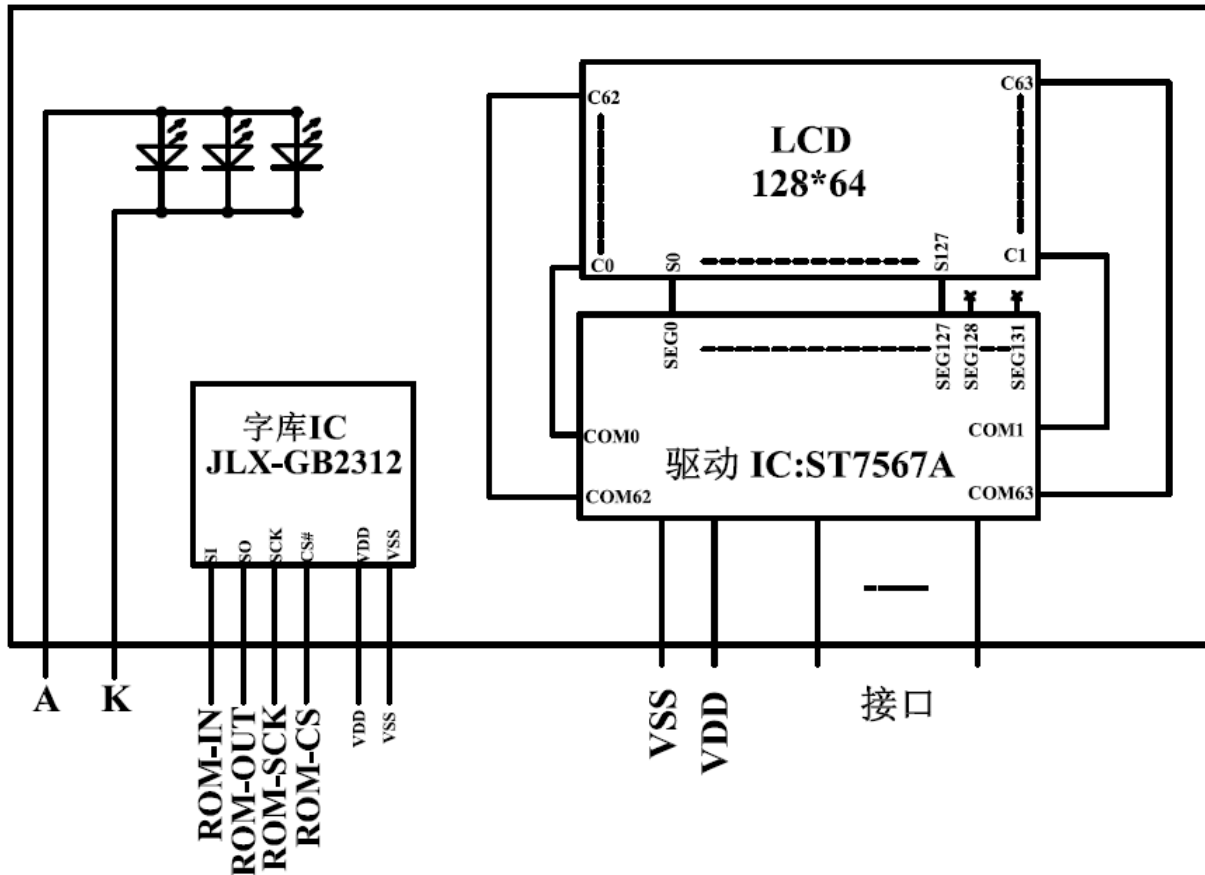 C62
C63
LCD
128*64
C0
S0
S127
C1
SEG0
SEG127
SEG128
SEG131
字库IC
JLX-GB2312
COM0
COM1
驱动 IC:ST7567A
COM62
COM63
SI
SO
SCK
CS#
VDD
VSS
A
K
ROM-IN
ROM-OUT
ROM-SCK
ROM-CS
VDD
VSS
VSS
VDD
接口